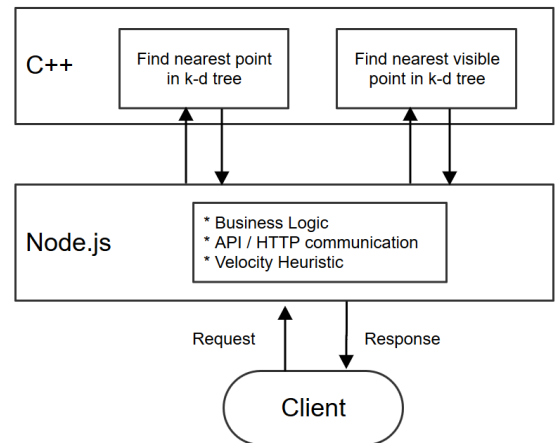 C++
Find nearest point
in k-d tree
Find nearest visible
point in k-d tree
Node.js
* Business Logic
* API / HTTP communication
* Velocity Heuristic
Request
Response
Client